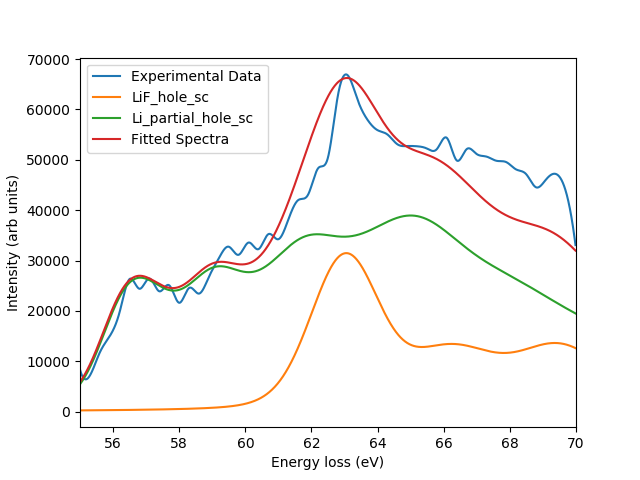 70000
60000
50000
40000
30000
20000
10000
0
Intensity (arb units)
Experimental Data
LiF_hole_sc
Li_partial_hole_sc
Fitted Spectra
56 58 60 62 64 66 68 70
Energy loss (eV)